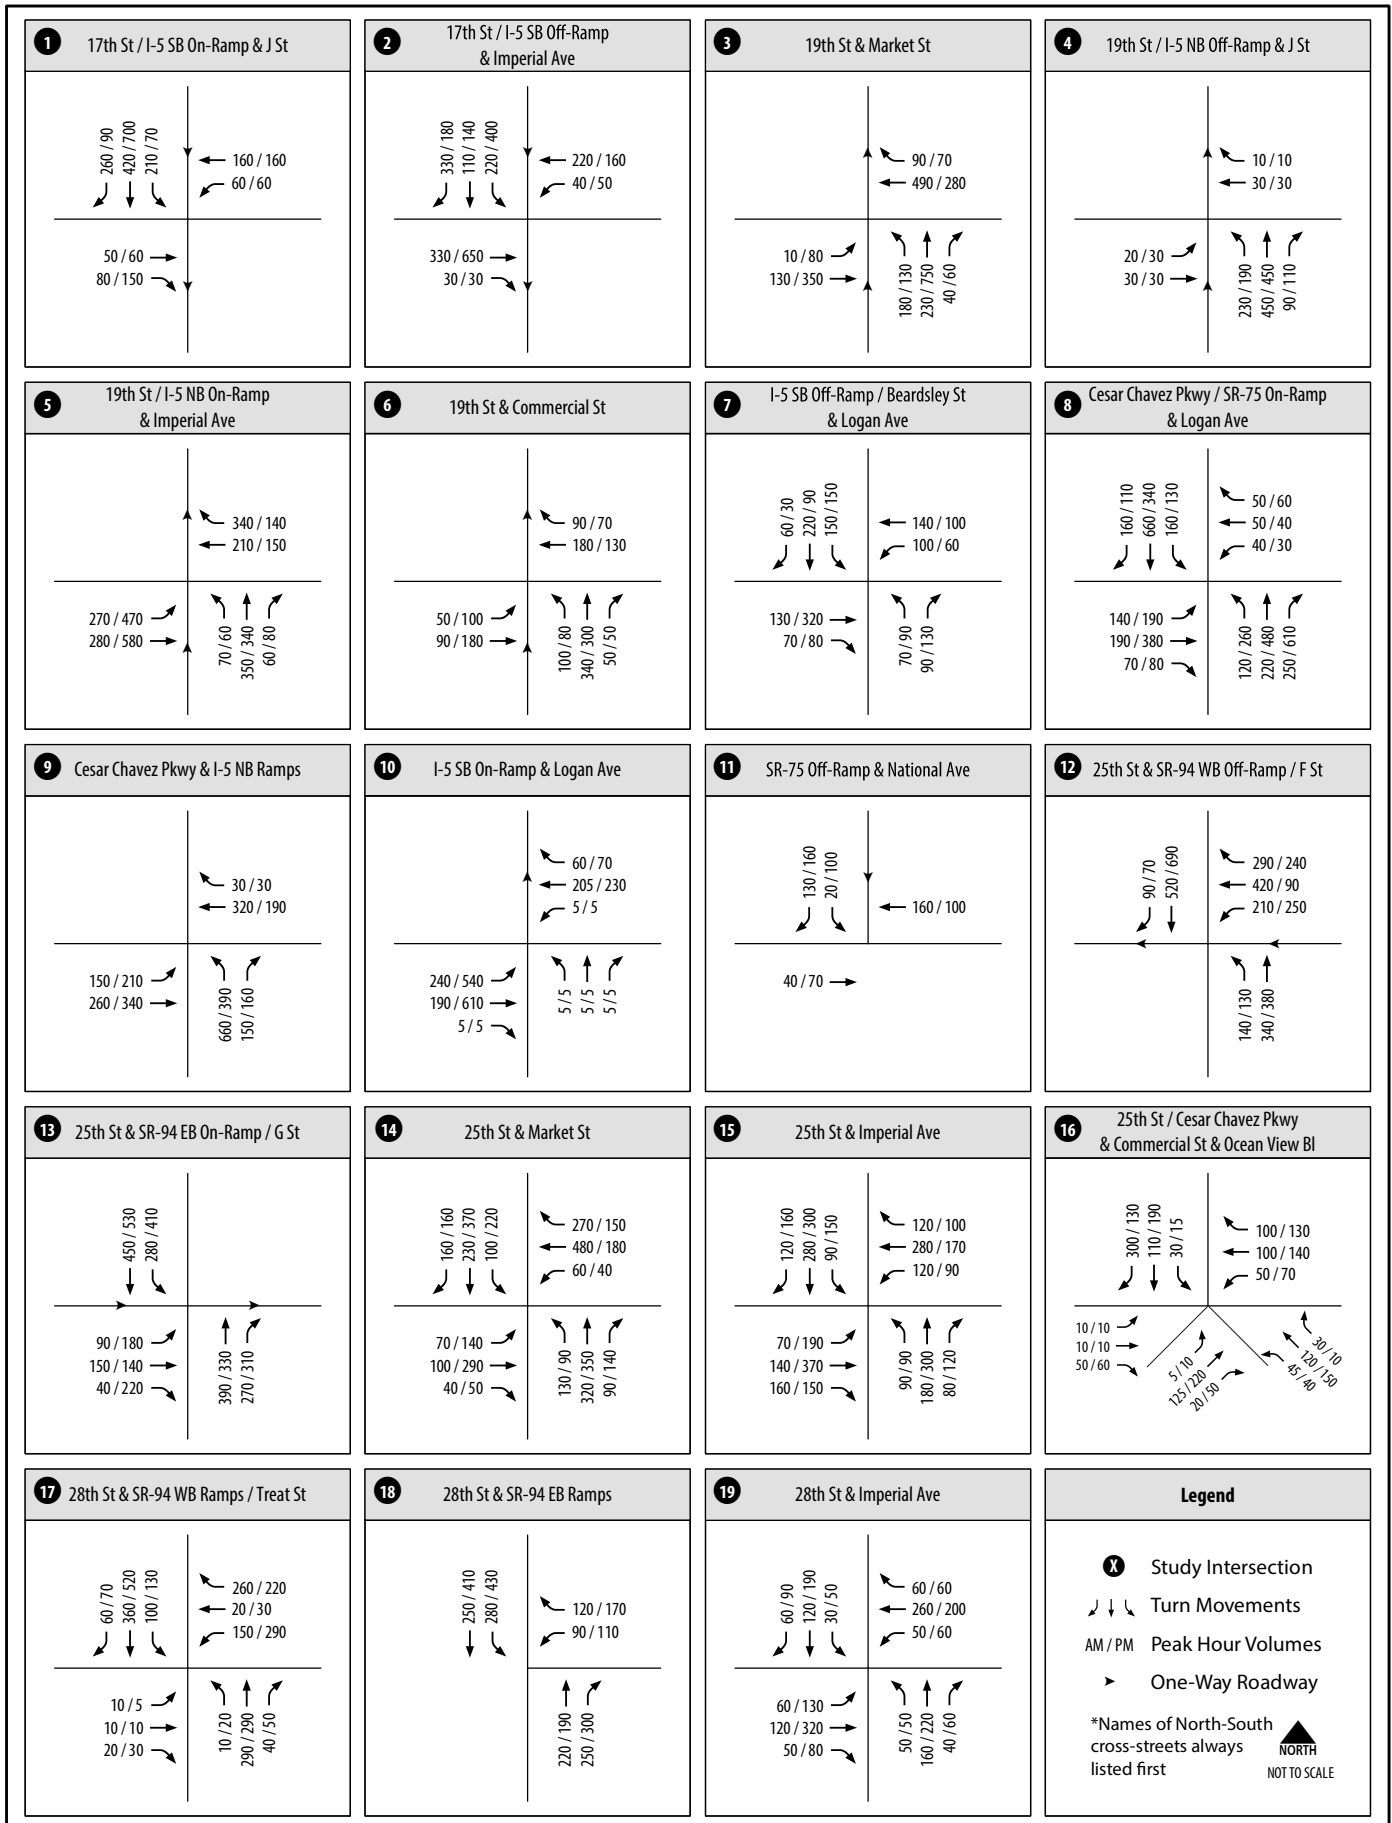 1
17th St / I-5 SB On-Ramp & J St
260 / 90
420 / 700
210 / 70
160 / 160
60 / 60
50 / 60
80 / 150
2
17th St / I-5 SB Off-Ramp
& Imperial Ave
330 / 180
110 / 140
220 / 400
220 / 160
40 / 50
330 / 650
30 / 30
3
19th St & Market St
90 / 70
490 / 280
10 / 80
130 / 350
180 / 130
230 / 750
40 / 60
4
19th St / I-5 NB Off-Ramp & J St
10 / 10
30 / 30
20 / 30
30 / 30
230 / 190
450 / 450
90 / 110
5
19th St / I-5 NB On-Ramp
& Imperial Ave
340 / 140
210 / 150
270 / 470
280 / 580
70 / 60
350 / 340
60 / 80
6
19th St & Commercial St
90 / 70
180 / 130
50 / 100
90 / 180
100 / 80
340 / 300
50 / 50
7
I-5 SB Off-Ramp / Beardsley St
& Logan Ave
60 / 30
220 / 90
150 / 150
140 / 100
100 / 60
130 / 320
70 / 80
70 / 90
90 / 130
8
Cesar Chavez Pkwy / SR-75 On-Ramp
& Logan Ave
160 / 110
660 / 340
160 / 130
50 / 60
50 / 40
40 / 30
140 / 190
190 / 380
70 / 80
120 / 260
220 / 480
250 / 610
9
Cesar Chavez Pkwy & I-5 NB Ramps
30 / 30
320 / 190
150 / 210
260 / 340
660 / 390
150 / 160
10
I-5 SB On-Ramp & Logan Ave
60 / 70
205 / 230
5 / 5
240 / 540
190 / 610
5 / 5
5 / 5
5 / 5
5 / 5
11
SR-75 Off-Ramp & National Ave
130 / 160
20 / 100
160 / 100
40 / 70
12
25th St & SR-94 WB Off-Ramp / F St
90 / 70
520 / 690
290 / 240
420 / 90
210 / 250
140 / 130
340 / 380
13
25th St & SR-94 EB On-Ramp / G St
450 / 530
280 / 410
90 / 180
150 / 140
40 / 220
390 / 330
270 / 310
14
25th St & Market St
160 / 160
230 / 370
100 / 220
270 / 150
480 / 180
60 / 40
70 / 140
100 / 290
40 / 50
130 / 90
320 / 350
90 / 140
15
25th St & Imperial Ave
120 / 160
280 / 300
90 / 150
120 / 100
280 / 170
120 / 90
70 / 190
140 / 370
160 / 150
90 / 90
180 / 300
80 / 120
16
25th St / Cesar Chavez Pkwy
& Commercial St & Ocean View Bl
300 / 130
110 / 190
30 / 15
100 / 130
100 / 140
50 / 70
10 / 10
10 / 10
50 / 60
5 / 10
125 / 220
20 / 50
30 / 10
120 / 150
45 / 40
17
28th St & SR-94 WB Ramps / Treat St
60 / 70
360 / 520
100 / 130
260 / 220
20 / 30
150 / 290
10 / 5
10 / 10
20 / 30
10 / 20
290 / 290
40 / 50
18
28th St & SR-94 EB Ramps
250 / 410
280 / 430
120 / 170
90 / 110
220 / 190
250 / 300
19
28th St & Imperial Ave
60 / 90
120 / 190
30 / 50
60 / 60
260 / 200
50 / 60
60 / 130
120 / 320
50 / 80
50 / 50
160 / 220
40 / 60
Legend
X Study Intersection
Turn Movements
AM / PM Peak Hour Volumes
One-Way Roadway
*Names of North-South
cross-streets always
listed first
NORTH
NOT TO SCALE